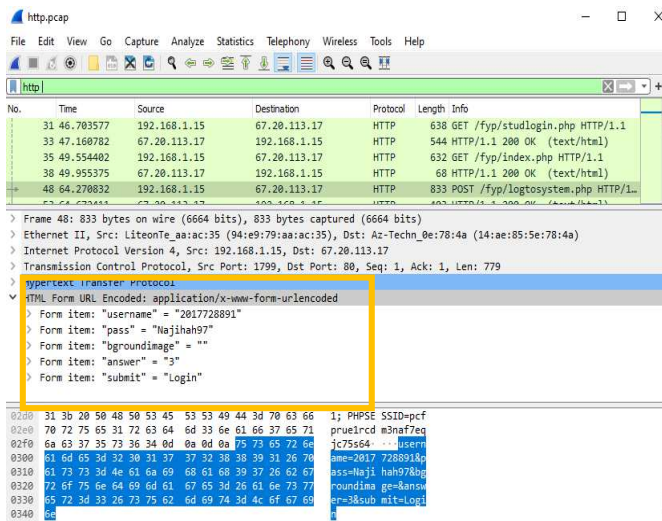 http.pcap
File Edit View Go Capture Analyze Statistics Telephony Wireless Tools Help
http
No. Time Source Destination Protocol Length Info
31 46.703577 192.168.1.15 67.20.113.17 HTTP 638 GET /fyp/studlogin.php HTTP/1.1
33 47.160782 67.20.113.17 192.168.1.15 HTTP 544 HTTP/1.1 200 OK (text/html)
35 49.554402 192.168.1.15 67.20.113.17 HTTP 632 GET /fyp/index.php HTTP/1.1
38 49.955375 67.20.113.17 192.168.1.15 HTTP 68 HTTP/1.1 200 OK (text/html)
48 64.270832 192.168.1.15 67.20.113.17 HTTP 833 POST /fyp/logtosystem.php HTTP/1…
Frame 48: 833 bytes on wire (6664 bits), 833 bytes captured (6664 bits)
Ethernet II, Src: LiteonTe_aa:ac:35 (94:e9:79:aa:ac:35), Dst: Az-Techn_0e:78:4a (14:ae:85:5e:78:4a)
Internet Protocol Version 4, Src: 192.168.1.15, Dst: 67.20.113.17
Transmission Control Protocol, Src Port: 1799, Dst Port: 80, Seq: 1, Ack: 1, Len: 779
Hypertext Transfer Protocol
HTML Form URL Encoded: application/x-www-form-urlencoded
Form item: "username" = "2017728891"
Form item: "pass" = "Najihah97"
Form item: "bgroundimage" = ""
Form item: "answer" = "3"
Form item: "submit" = "Login"
02d0 31 3b 20 50 48 50 53 45 53 53 49 44 3d 70 63 66 1; PHPSE SSID=pcf
02e0 70 72 75 65 31 72 63 64 6d 33 6e 61 66 37 65 71 prue1rcd m3naf7eq
02f0 6a 63 37 35 73 36 34 0d 0a 0d 0a 75 73 65 72 6e jc75s64· ···usern
0300 61 6d 65 3d 32 30 31 37 37 32 38 38 39 31 26 70 ame=2017 728891&p
0310 61 73 73 3d 4e 61 6a 69 68 61 68 39 37 26 62 67 ass=Naji hah97&bg
0320 72 6f 75 6e 64 69 6d 61 67 65 3d 26 61 6e 73 77 roundima ge=&answ
0330 65 72 3d 33 26 73 75 62 6d 69 74 3d 4c 6f 67 69 er=3&sub mit=Logi
0340 6e n